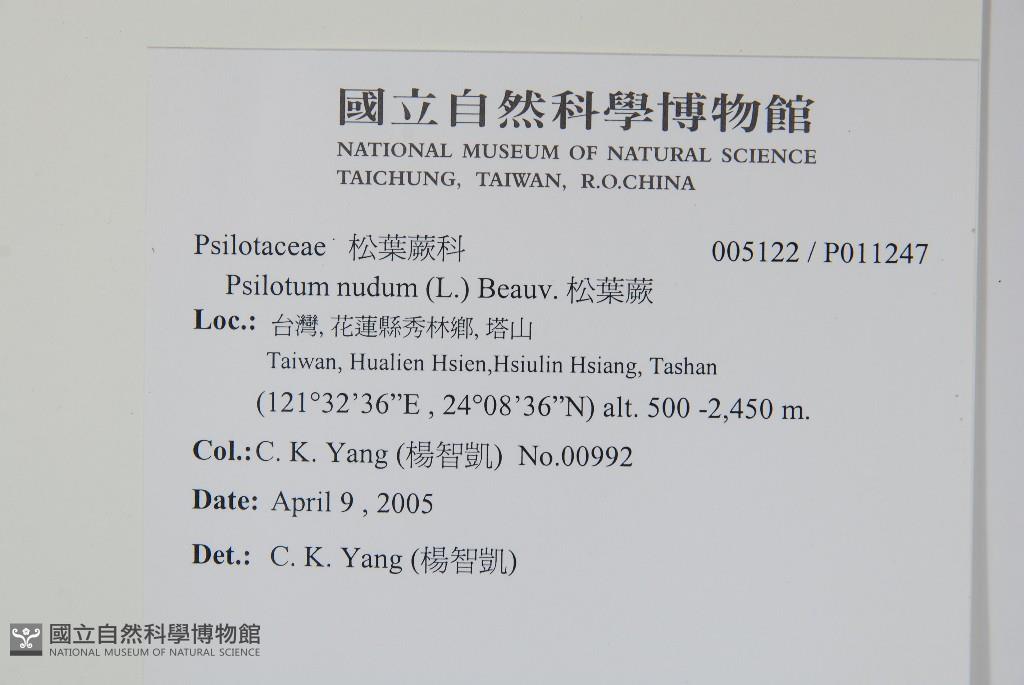 國立自然科學博物館
NATIONAL MUSEUM OF NATURAL SCIENCE
TAICHUNG, TAIWAN, R.O.CHINA
Psilotaceae 松葉蕨科 005122 / P011247
Psilotum nudum (L.) Beauv. 松葉蕨
Loc.: 台灣, 花蓮縣秀林鄉, 塔山
Taiwan, Hualien Hsien,Hsiulin Hsiang, Tashan
(121°32’36”E , 24°08’36”N) alt. 500 -2,450 m.
Col.:C. K. Yang (楊智凱) No.00992
Date: April 9 , 2005
Det.: C. K. Yang (楊智凱)
國立自然科學博物館
NATIONAL MUSEUM OF NATURAL SCIENCE